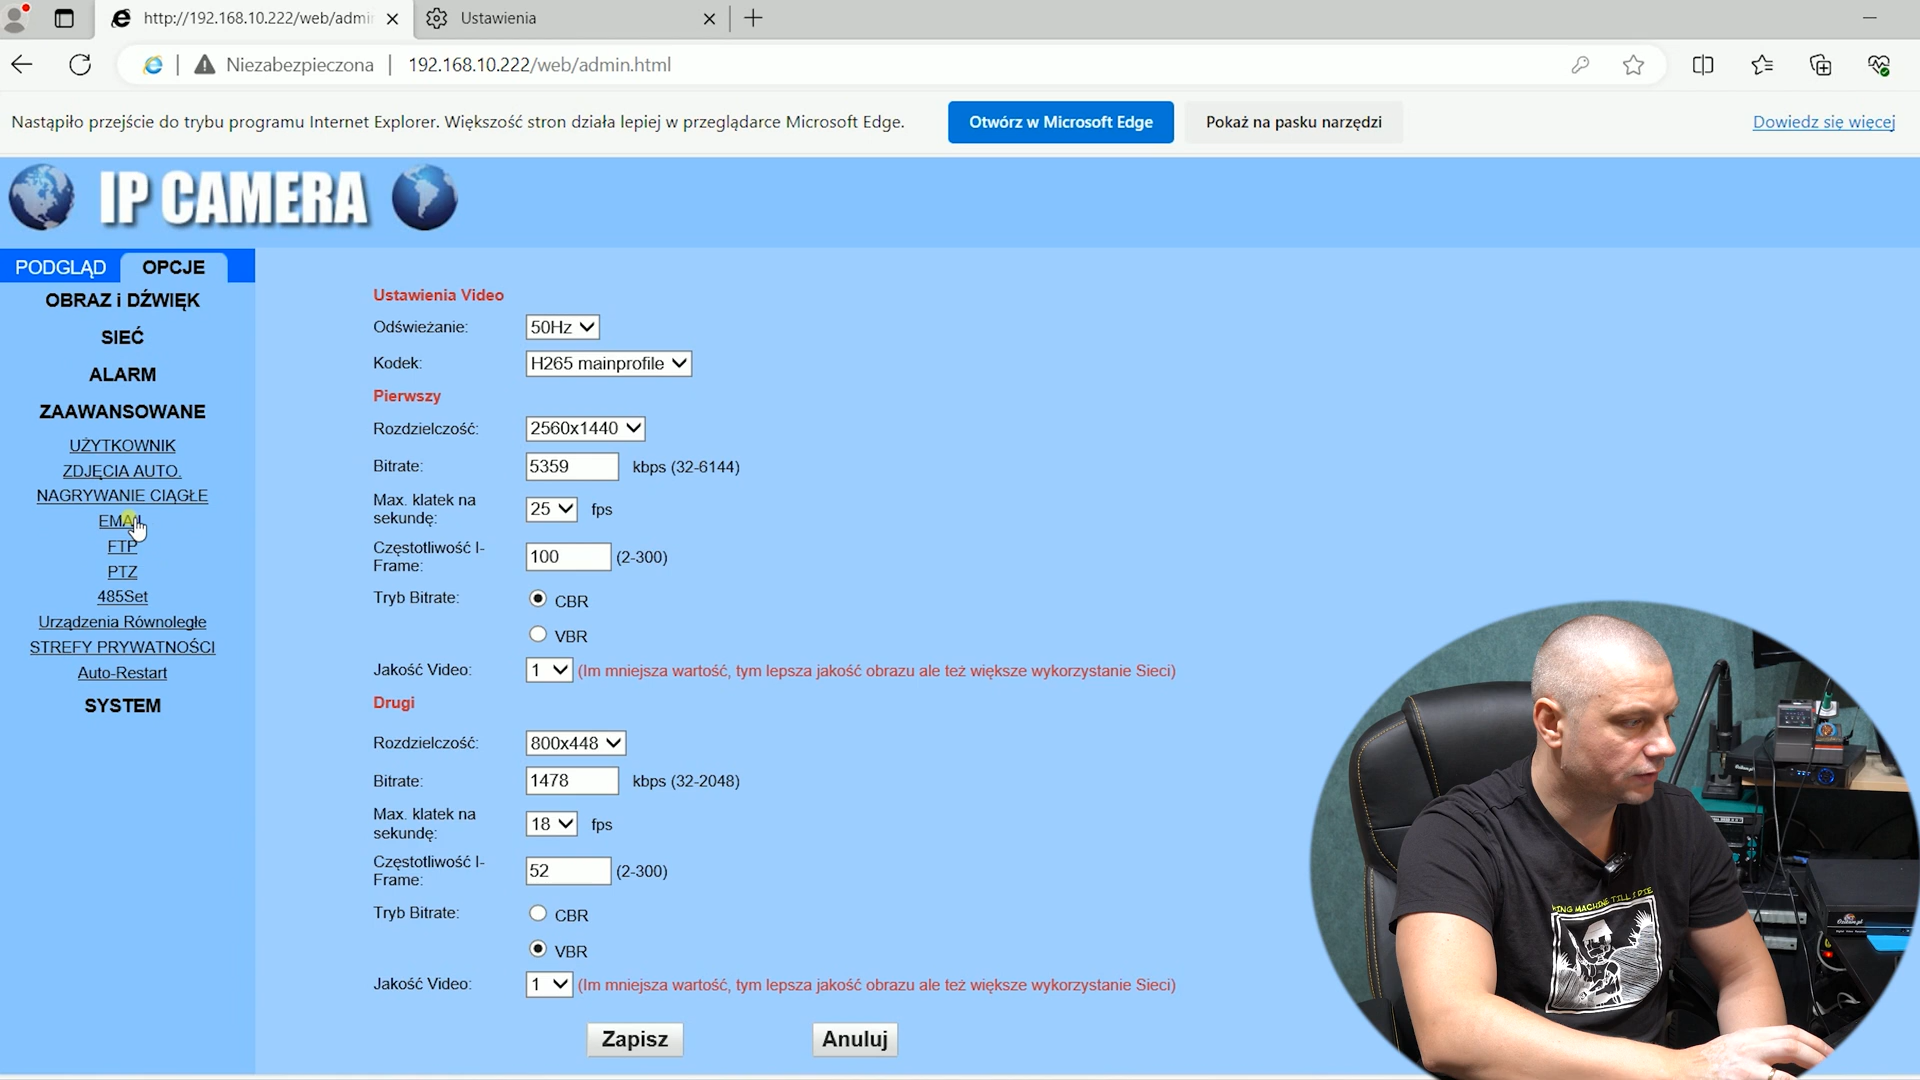 http://192.168.10.222/web/admi
Ustawienia
Niezabezpieczona
192.168.10.222/web/admin.html
Nastąpiło przejście do trybu programu Internet Explorer. Większość stron działa lepiej w przeglądarce Microsoft Edge.
Otwórz w Microsoft Edge
Pokaż na pasku narzędzi
Dowiedz się więcej
IP CAMERA
PODGLĄD
OPCJE
OBRAZ i DŹWIĘK
SIEĆ
ALARM
ZAAWANSOWANE
UŻYTKOWNIK
ZDJĘCIA AUTO.
NAGRYWANIE CIĄGŁE
EMAIL
FTP
PTZ
485Set
Urządzenia Równoległe
STREFY PRYWATNOŚCI
Auto-Restart
SYSTEM
Ustawienia Video
Odświeżanie: 50Hz
Kodek: H265 mainprofile
Pierwszy
Rozdzielczość: 2560x1440
Bitrate: 5359 kbps (32-6144)
Max. klatek na
sekundę: 25 fps
Częstotliwość I-
Frame: 100 (2-300)
Tryb Bitrate: CBR
VBR
Jakość Video: 1 (Im mniejsza wartość, tym lepsza jakość obrazu ale też większe wykorzystanie Sieci)
Drugi
Rozdzielczość: 800x448
Bitrate: 1478 kbps (32-2048)
Max. klatek na
sekundę: 18 fps
Częstotliwość I-
Frame: 52 (2-300)
Tryb Bitrate: CBR
VBR
Jakość Video: 1 (Im mniejsza wartość, tym lepsza jakość obrazu ale też większe wykorzystanie Sieci)
Zapisz
Anuluj
MACHINE TILL I DIE